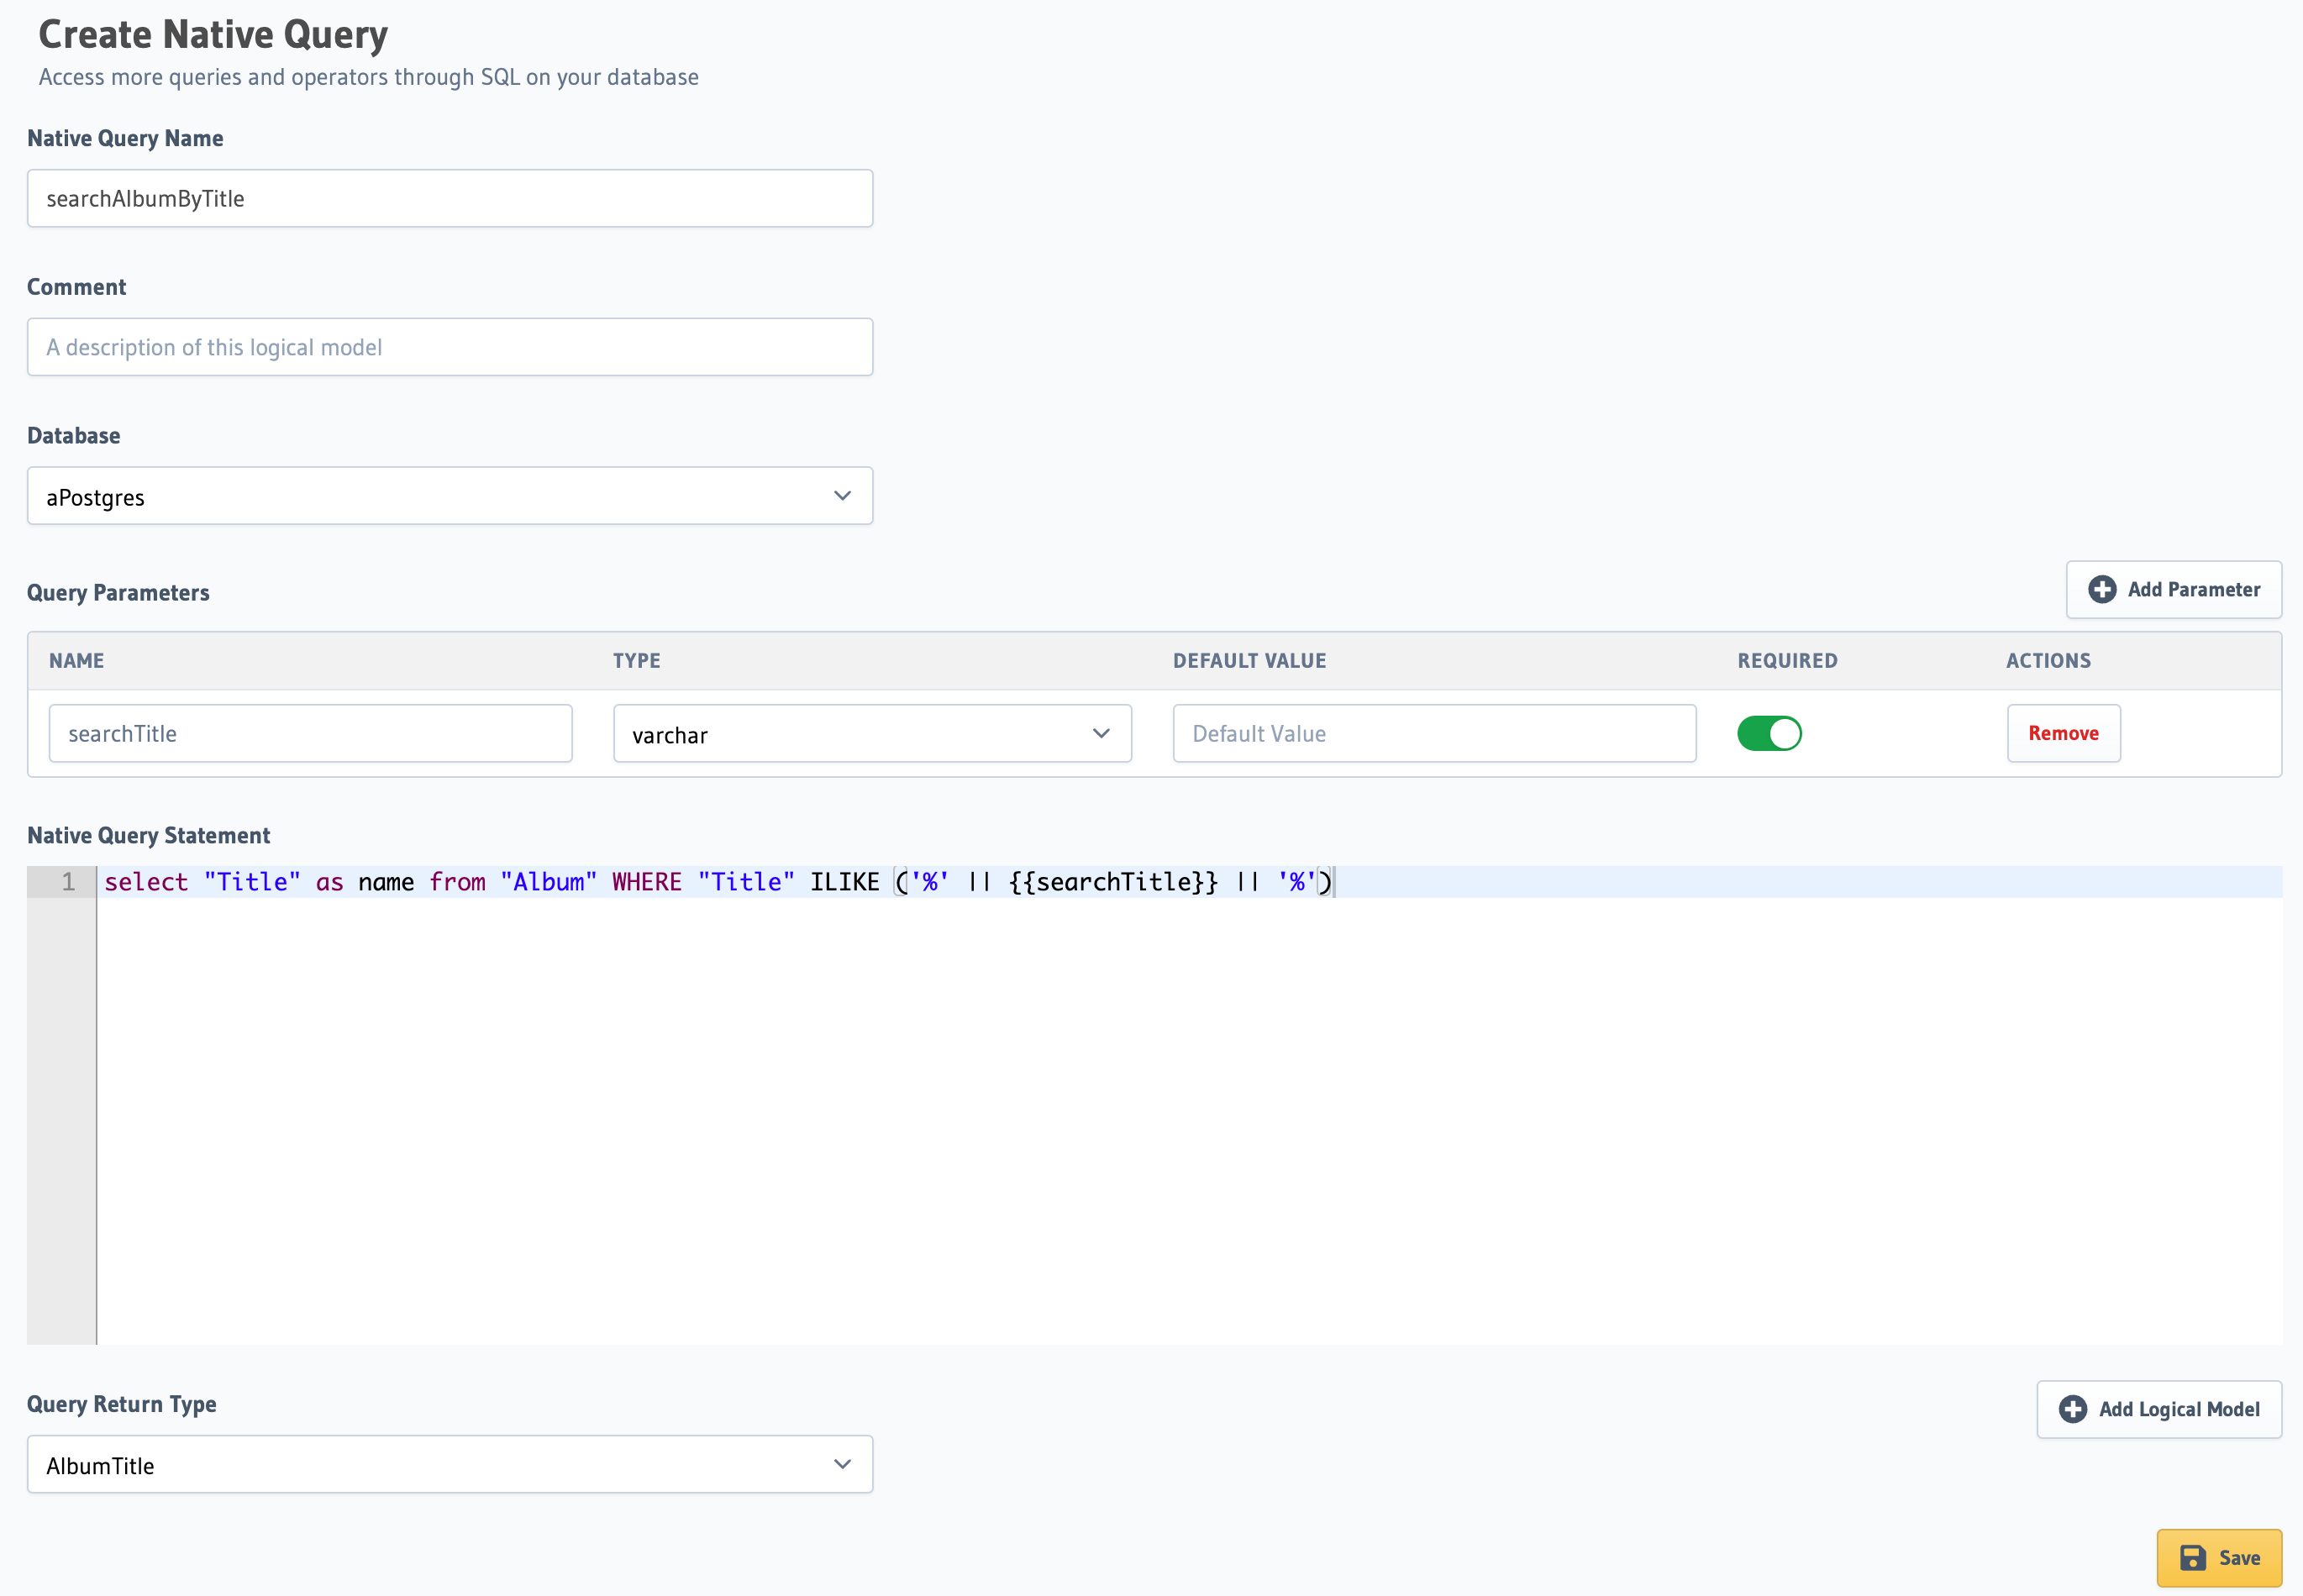 Create Native Query
Access more queries and operators through SQL on your database
Native Query Name
searchAlbumByTitle
Comment
A description of this logical model
Database
aPostgres
Query Parameters
Add Parameter
NAME TYPE DEFAULT VALUE REQUIRED ACTIONS
searchTitle varchar Default Value Remove
Native Query Statement
1 select "Title" as name from "Album" WHERE "Title" ILIKE ('%' || {{searchTitle}} || '%')
Query Return Type
Add Logical Model
AlbumTitle
Save